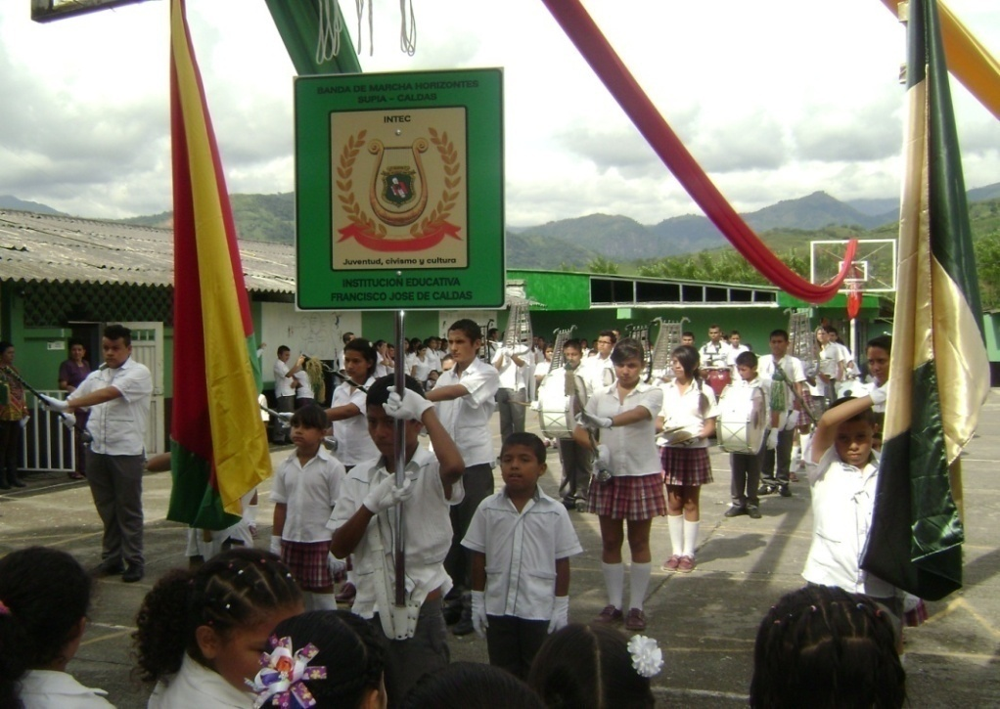 BANDA DE MARCHA HORIZONTES
SUPIA - CALDAS
INTEC
Juventud, civismo y cultura
INSTITUCION EDUCATIVA
FRANCISCO JOSE DE CALDAS